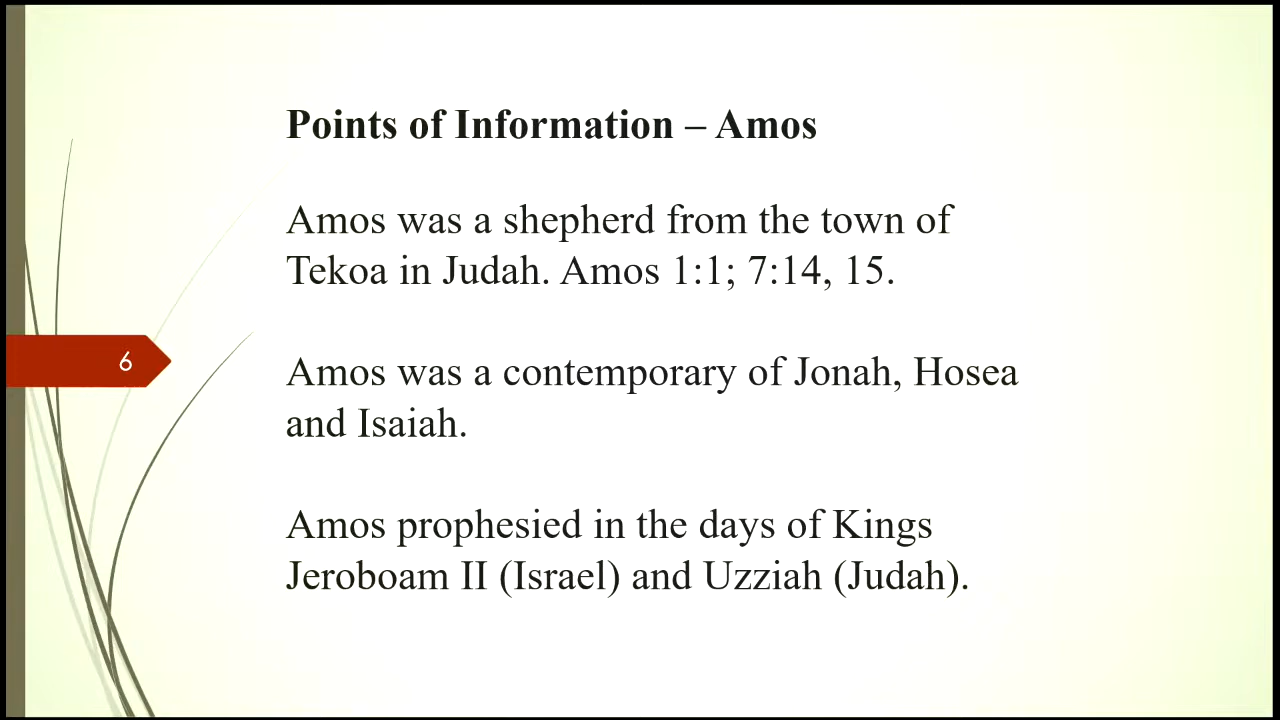 Points of Information – Amos
Amos was a shepherd from the town of
Tekoa in Judah. Amos 1:1; 7:14, 15.
6
Amos was a contemporary of Jonah, Hosea
and Isaiah.
Amos prophesied in the days of Kings
Jeroboam II (Israel) and Uzziah (Judah).